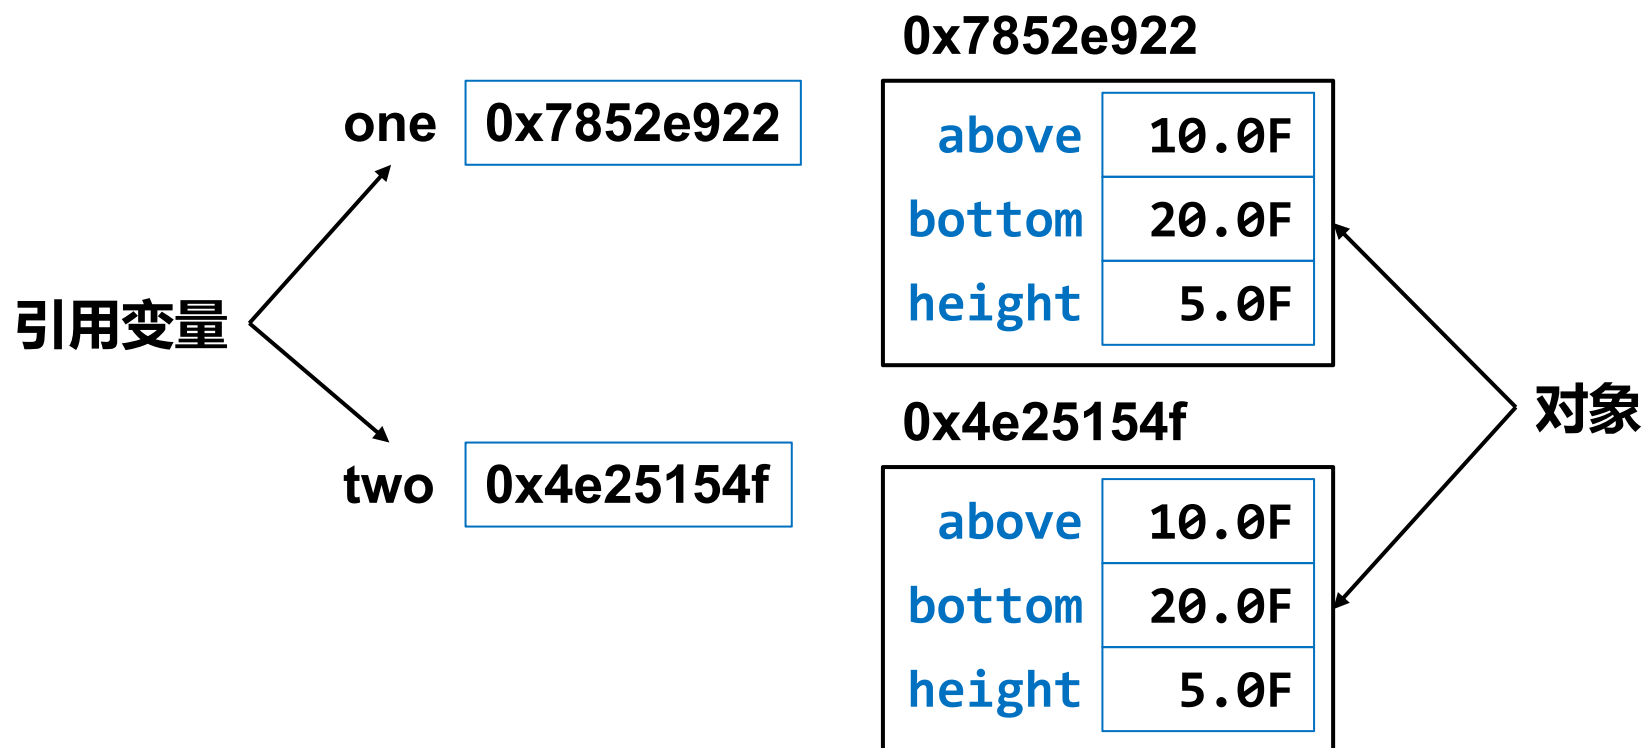 0x7852e922
one 0x7852e922
above 10.0F
bottom 20.0F
height 5.0F
引用变量
对象
0x4e25154f
two 0x4e25154f
above 10.0F
bottom 20.0F
height 5.0F